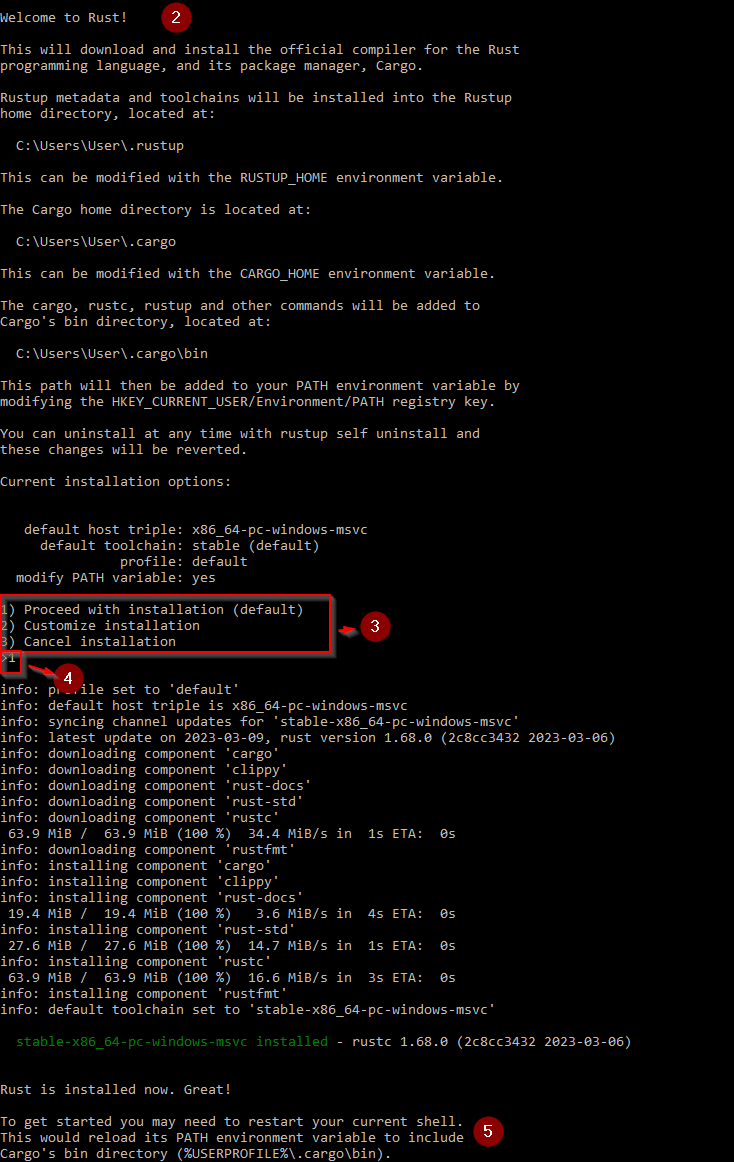 Welcome to Rust!
2
This will download and install the official compiler for the Rust
programming language, and its package manager, Cargo.
Rustup metadata and toolchains will be installed into the Rustup
home directory, located at:
C:\Users\User\.rustup
This can be modified with the RUSTUP_HOME environment variable.
The Cargo home directory is located at:
C:\Users\User\.cargo
This can be modified with the CARGO_HOME environment variable.
The cargo, rustc, rustup and other commands will be added to
Cargo's bin directory, located at:
C:\Users\User\.cargo\bin
This path will then be added to your PATH environment variable by
modifying the HKEY_CURRENT_USER/Environment/PATH registry key.
You can uninstall at any time with rustup self uninstall and
these changes will be reverted.
Current installation options:
default host triple: x86_64-pc-windows-msvc
default toolchain: stable (default)
profile: default
modify PATH variable: yes
1) Proceed with installation (default)
2) Customize installation
3) Cancel installation
3
>1
4
info: profile set to 'default'
info: default host triple is x86_64-pc-windows-msvc
info: syncing channel updates for 'stable-x86_64-pc-windows-msvc'
info: latest update on 2023-03-09, rust version 1.68.0 (2c8cc3432 2023-03-06)
info: downloading component 'cargo'
info: downloading component 'clippy'
info: downloading component 'rust-docs'
info: downloading component 'rust-std'
info: downloading component 'rustc'
63.9 MiB / 63.9 MiB (100 %) 34.4 MiB/s in 1s ETA: 0s
info: downloading component 'rustfmt'
info: installing component 'cargo'
info: installing component 'clippy'
info: installing component 'rust-docs'
19.4 MiB / 19.4 MiB (100 %) 3.6 MiB/s in 4s ETA: 0s
info: installing component 'rust-std'
27.6 MiB / 27.6 MiB (100 %) 14.7 MiB/s in 1s ETA: 0s
info: installing component 'rustc'
63.9 MiB / 63.9 MiB (100 %) 16.6 MiB/s in 3s ETA: 0s
info: installing component 'rustfmt'
info: default toolchain set to 'stable-x86_64-pc-windows-msvc'
stable-x86_64-pc-windows-msvc installed - rustc 1.68.0 (2c8cc3432 2023-03-06)
Rust is installed now. Great!
To get started you may need to restart your current shell.
This would reload its PATH environment variable to include
5
Cargo's bin directory (%USERPROFILE%\.cargo\bin).